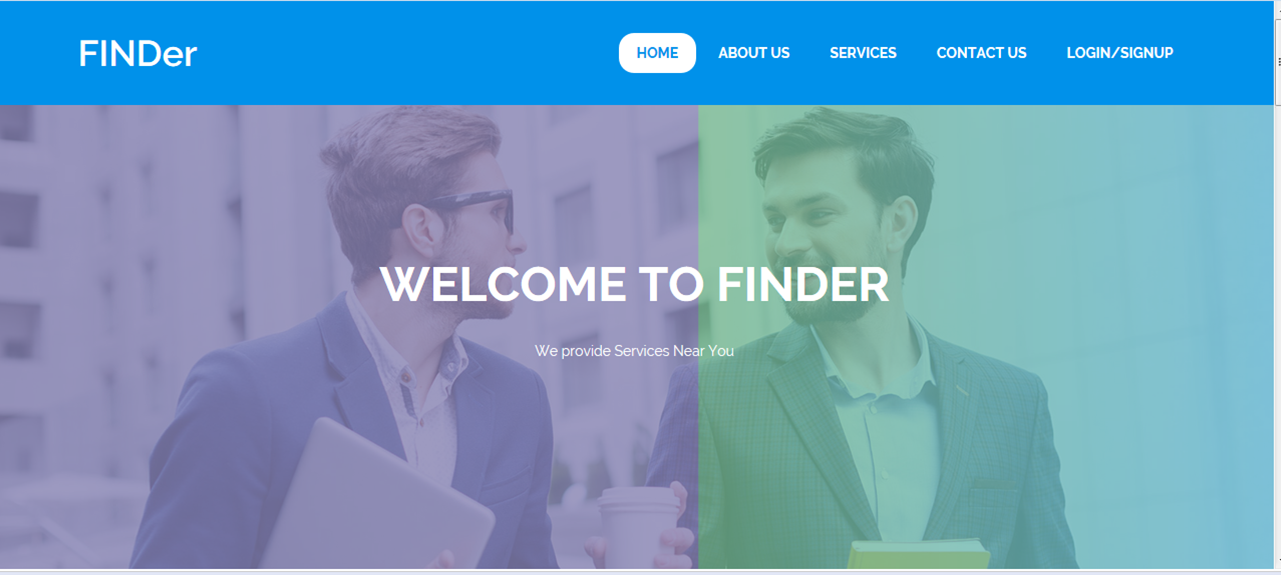 FINDer
HOME ABOUT US SERVICES CONTACT US LOGIN/SIGNUP
WELCOME TO FINDER
We provide Services Near You